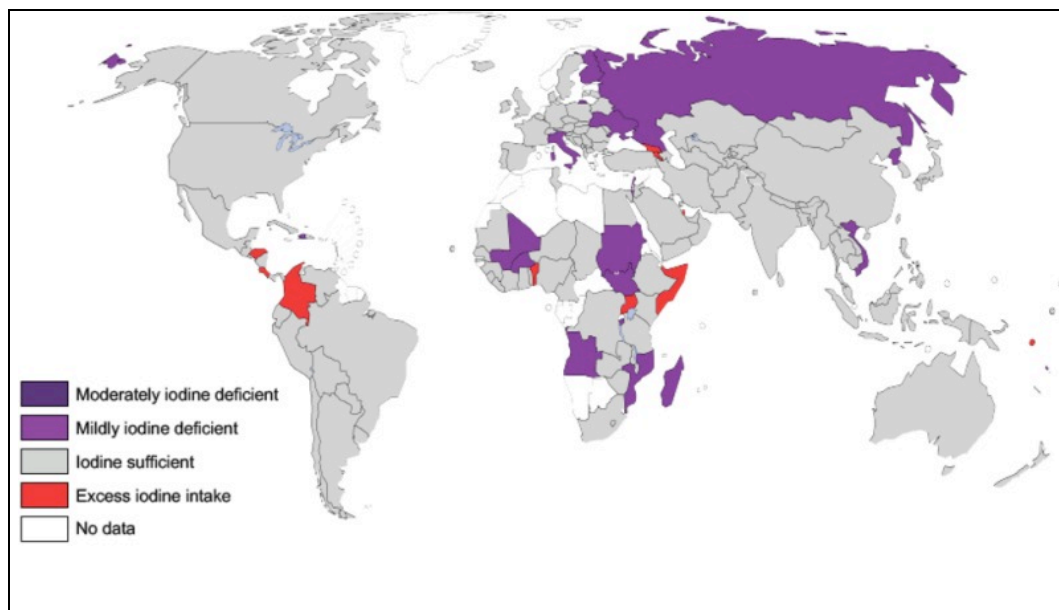 Moderately iodine deficient
Mildly iodine deficient
Iodine sufficient
Excess iodine intake
No data